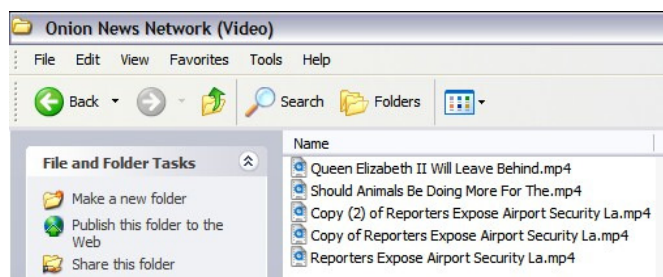 Onion News Network (Video)
File Edit View Favorites Tools Help
Back Search Folders
Name
File and Folder Tasks
Make a new folder
Publish this folder to the
Web
Share this folder
Queen Elizabeth II Will Leave Behind.mp4
Should Animals Be Doing More For The.mp4
Copy (2) of Reporters Expose Airport Security La.mp4
Copy of Reporters Expose Airport Security La.mp4
Reporters Expose Airport Security La.mp4